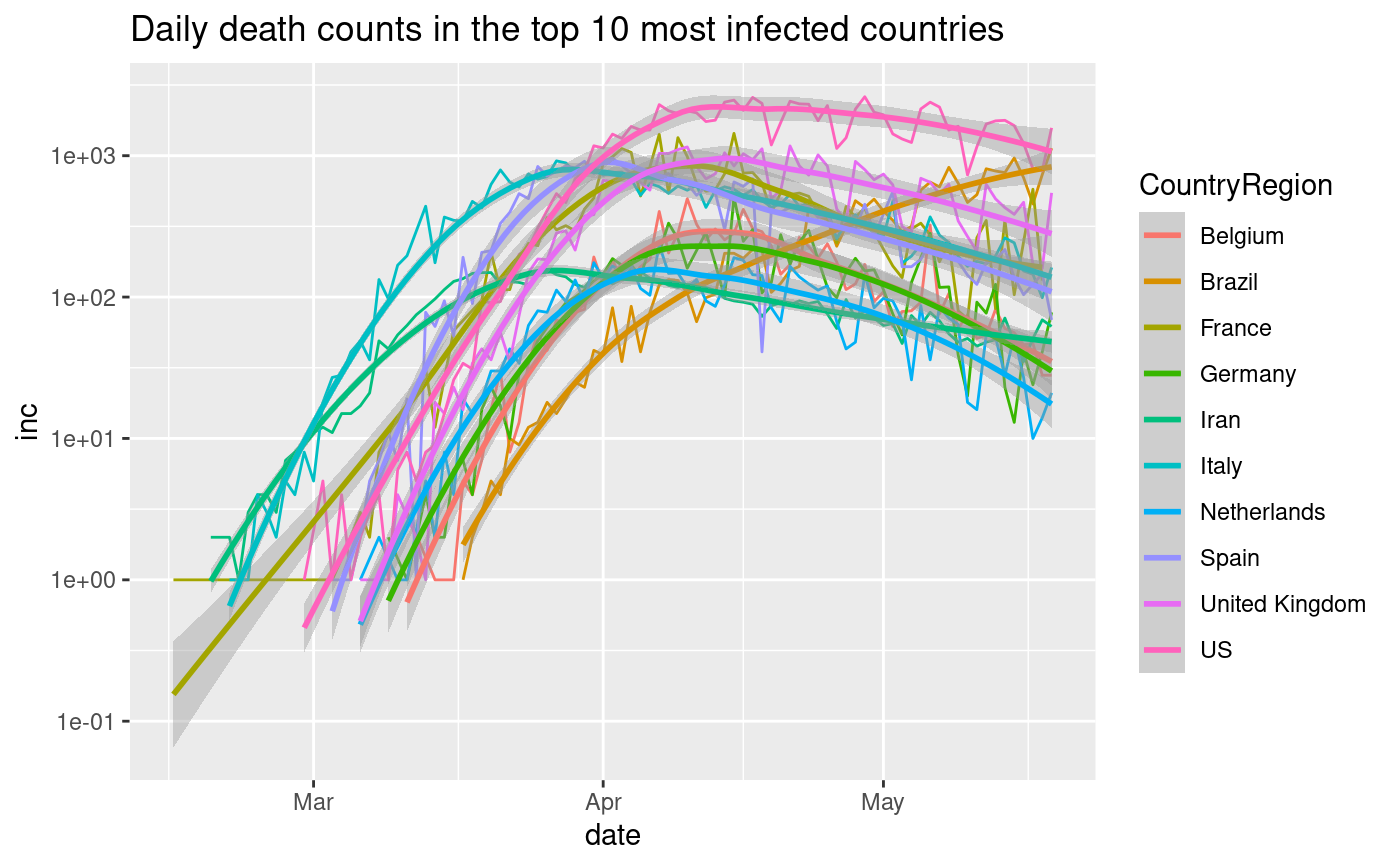 Daily death counts in the top 10 most infected countries
1e+03
1e+02
1e+01
1e+00
1e-01
inc
Mar
Apr
May
date
CountryRegion
Belgium
Brazil
France
Germany
Iran
Italy
Netherlands
Spain
United Kingdom
US